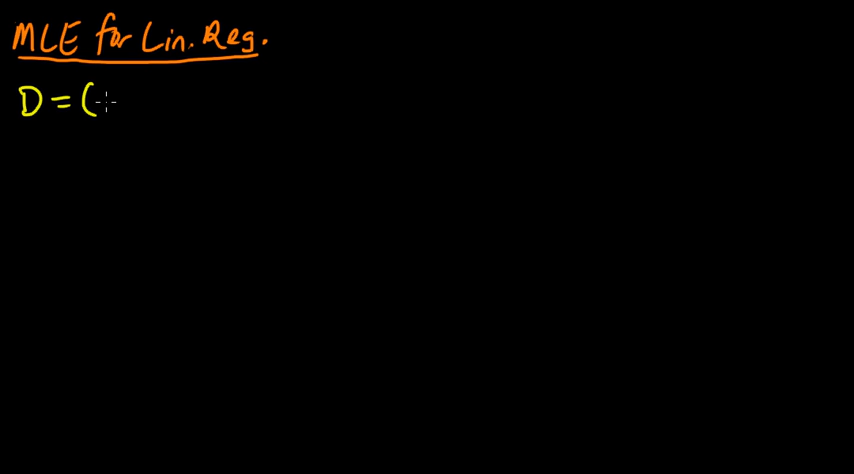 MLE for Lin. Reg.
D = (